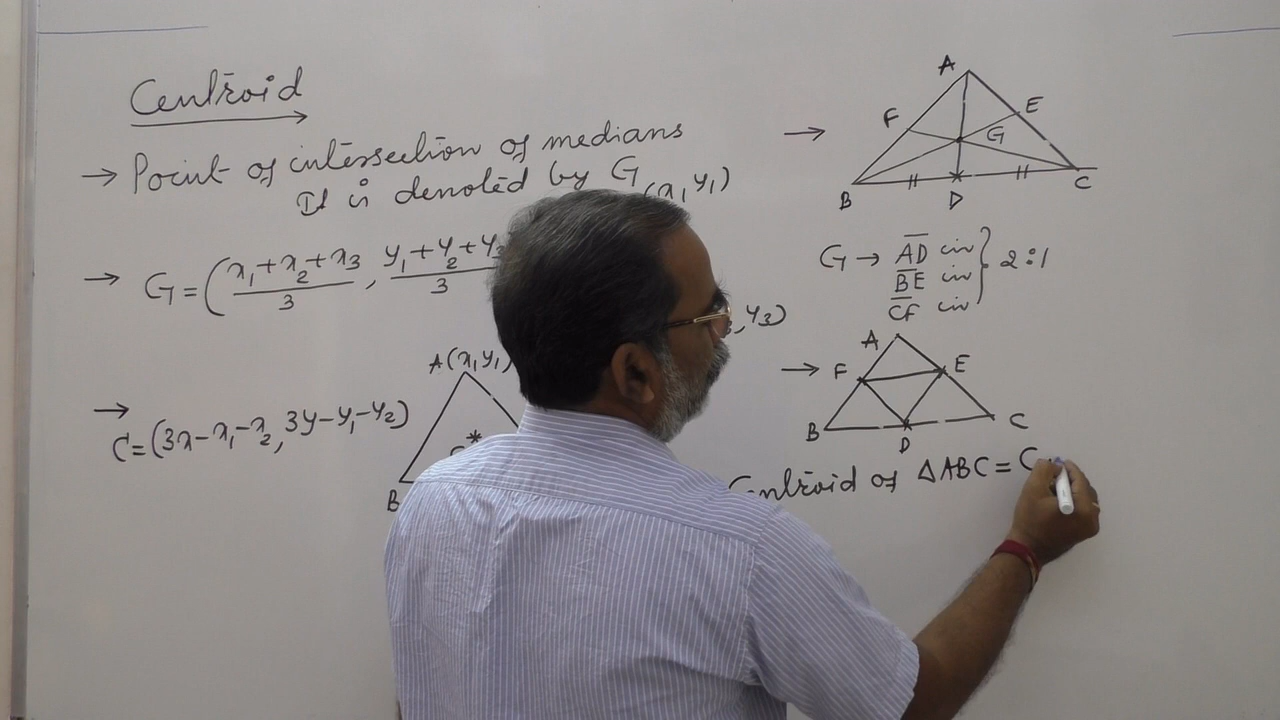 Centroid
→ Point of intersection of medians
It is denoted by G
(x₁ y₁)
→ G = (x₁+x₂+x₃/3, y₁+y₂+y₃/3
, y₃)
A(x₁ y₁)
B
G
→ C = (3x-x₁-x₂, 3y-y₁-y₂)
→
A
F E
G
B D C
G → AD in } 2:1
BE in
CF in
→
A
F E
B D C
Centroid of △ABC = C